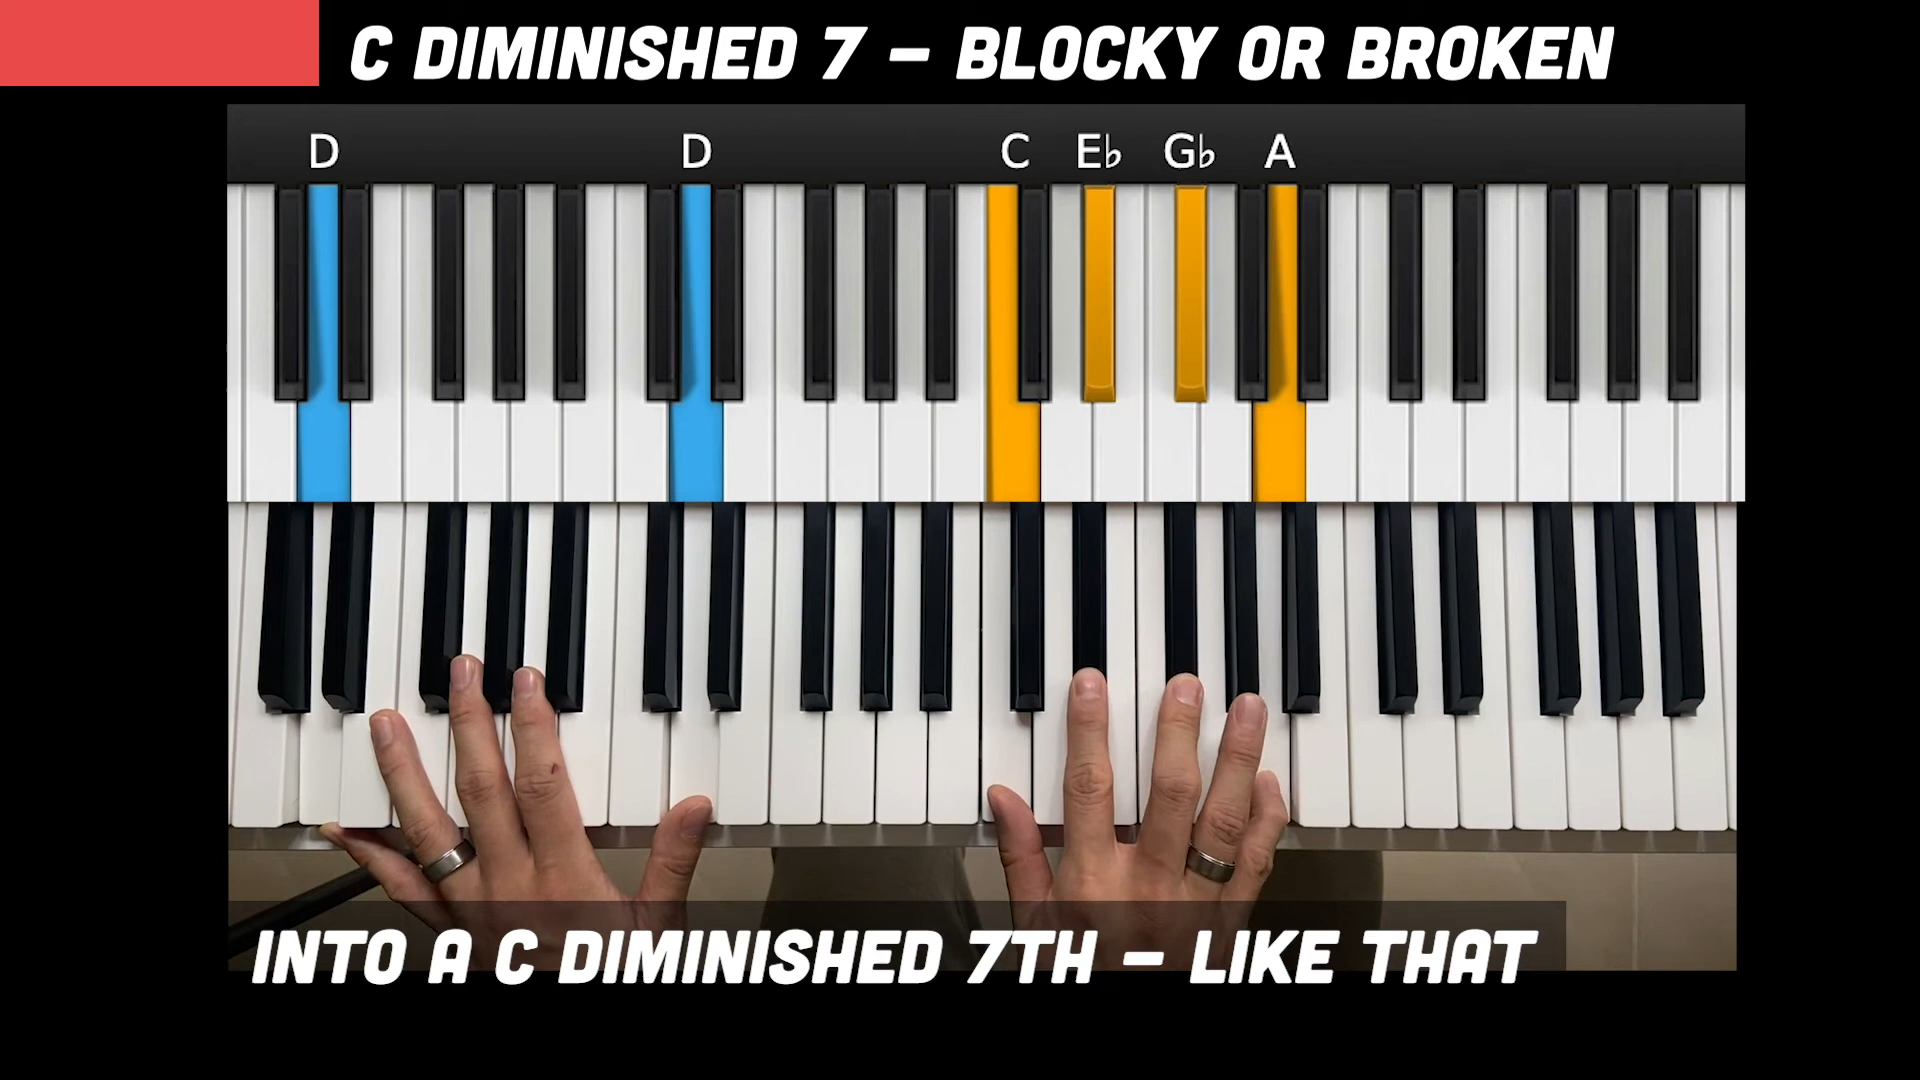 C DIMINISHED 7 – BLOCKY OR BROKEN
D D C E♭ G♭ A
INTO A C DIMINISHED 7TH – LIKE THAT